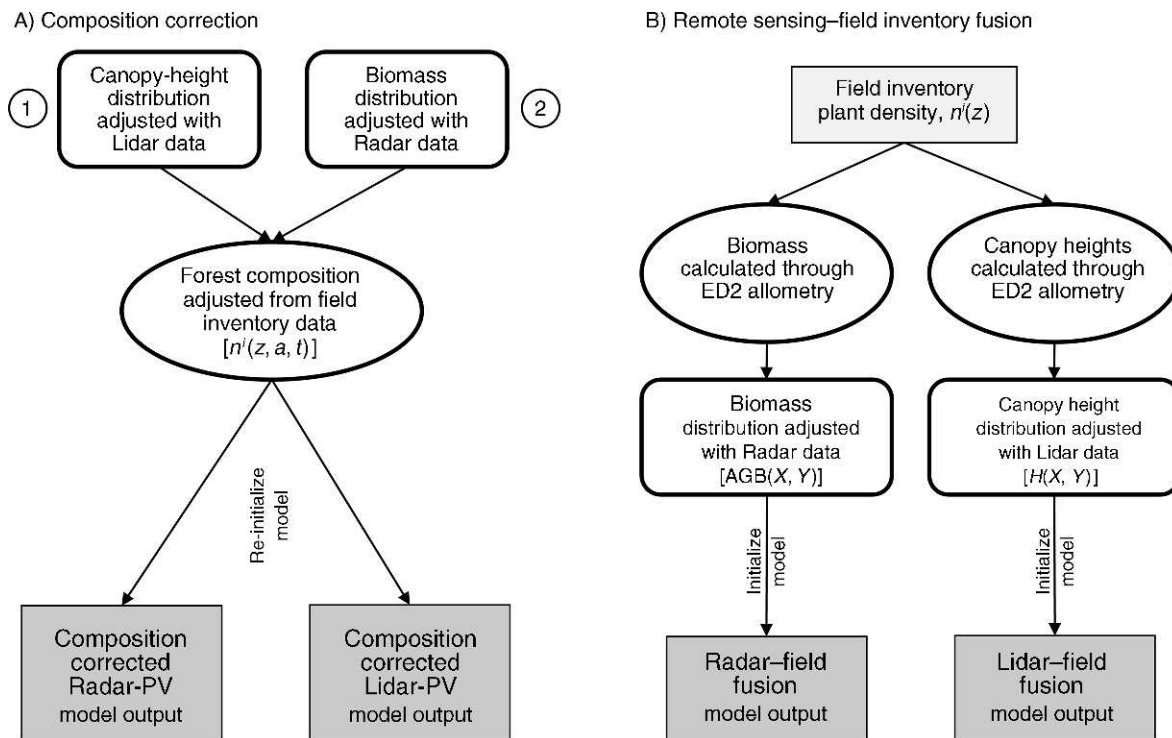 A) Composition correction
1
Canopy-height
distribution
adjusted with
Lidar data
Biomass
distribution
adjusted with
Radar data
2
Forest composition
adjusted from field
inventory data
[nⁱ(z, a, t)]
Re-initialize
model
Composition
corrected
Radar-PV
model output
Composition
corrected
Lidar-PV
model output
B) Remote sensing–field inventory fusion
Field inventory
plant density, nⁱ(z)
Biomass
calculated through
ED2 allometry
Canopy heights
calculated through
ED2 allometry
Biomass
distribution adjusted
with Radar data
[AGB(X, Y)]
Canopy height
distribution adjusted
with Lidar data
[H(X, Y)]
Initialize
model
Initialize
model
Radar–field
fusion
model output
Lidar–field
fusion
model output